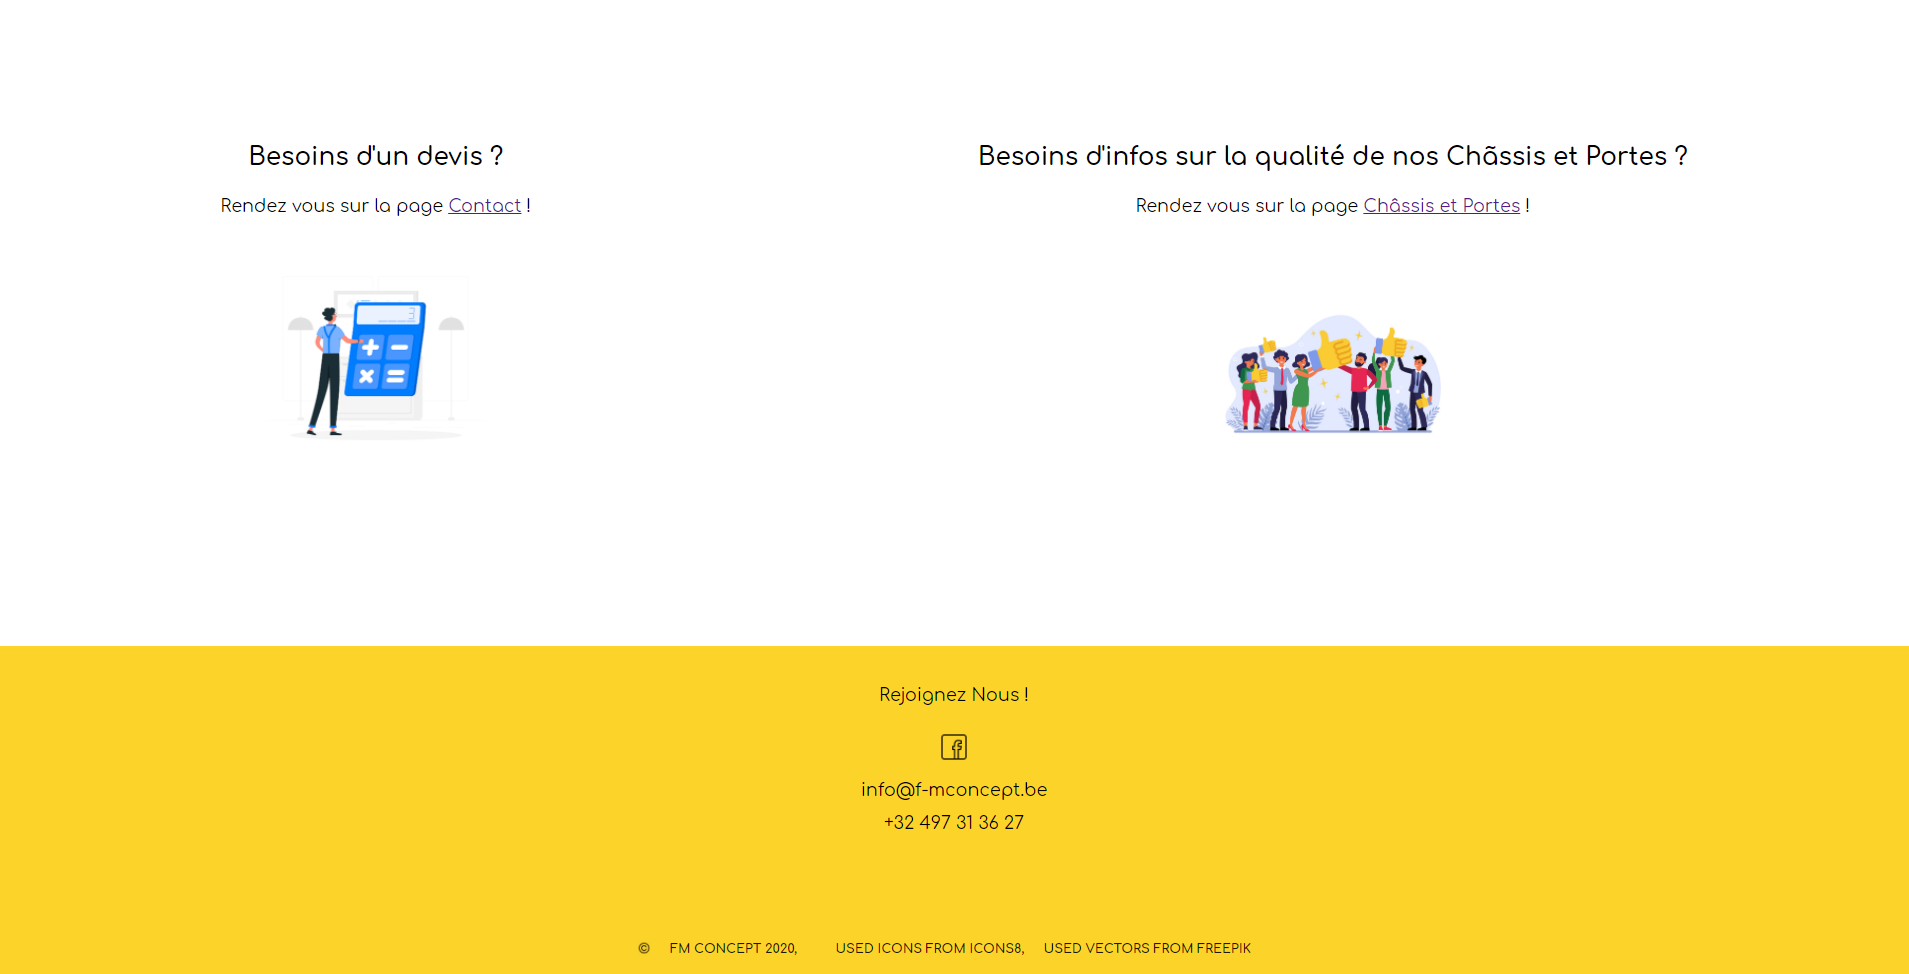 Besoins d'un devis ?
Rendez vous sur la page Contact !
3
Besoins d'infos sur la qualité de nos Chãssis et Portes ?
Rendez vous sur la page Châssis et Portes !
Rejoignez Nous !
info@f-mconcept.be
+32 497 31 36 27
© FM CONCEPT 2020, USED ICONS FROM ICONS8, USED VECTORS FROM FREEPIK